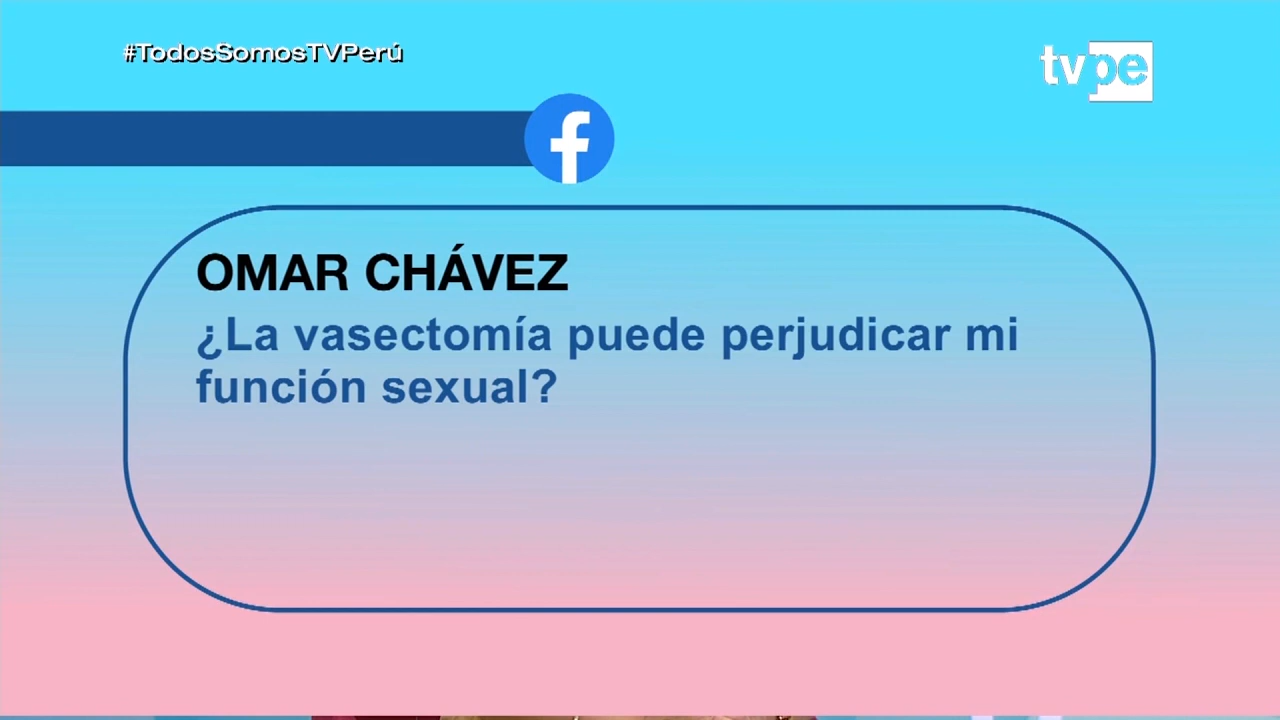 #TodosSomosTVPerú
tvpe
OMAR CHÁVEZ
¿La vasectomía puede perjudicar mi
función sexual?